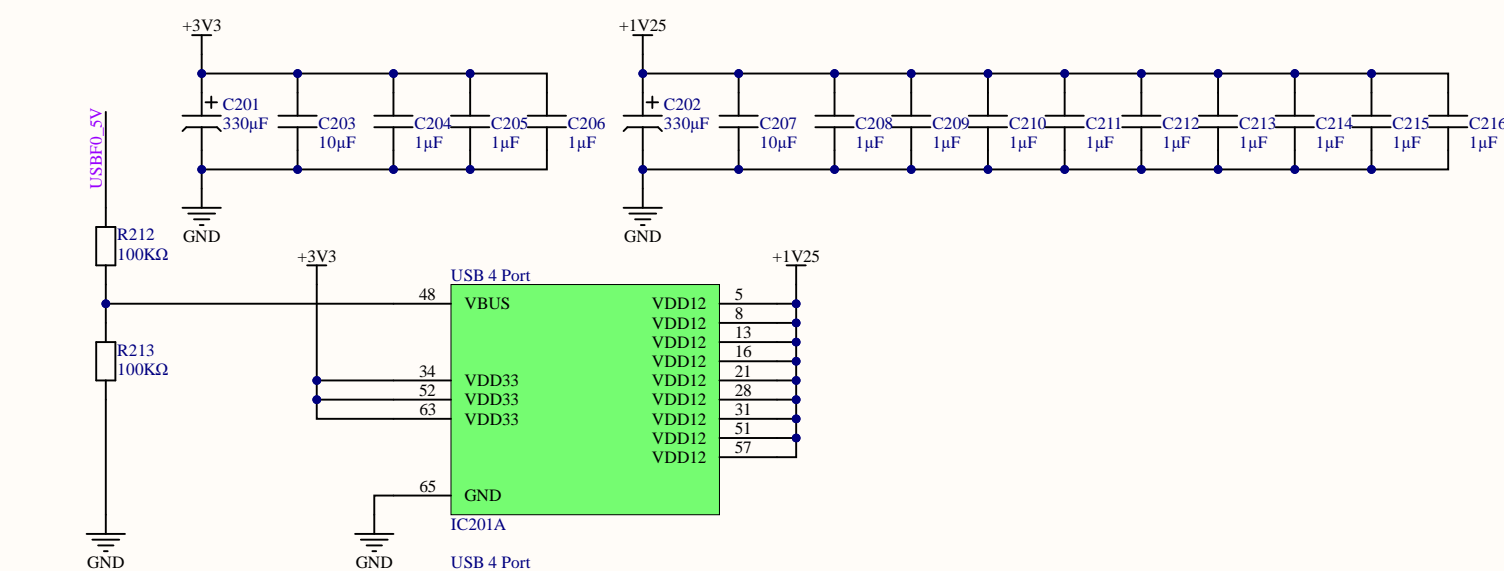 +3V3
+1V25
C201
330µF
C203
10µF
C204
1µF
C205
1µF
C206
1µF
C202
330µF
C207
10µF
C208
1µF
C209
1µF
C210
1µF
C211
1µF
C212
1µF
C213
1µF
C214
1µF
C215
1µF
C216
1µF
USBF0_5V
GND
GND
R212
100KΩ
R213
100KΩ
GND
+3V3
+1V25
USB 4 Port
48 VBUS
34 VDD33
52 VDD33
63 VDD33
65 GND
VDD12 5
VDD12 8
VDD12 13
VDD12 16
VDD12 21
VDD12 28
VDD12 31
VDD12 51
VDD12 57
IC201A
GND
USB 4 Port